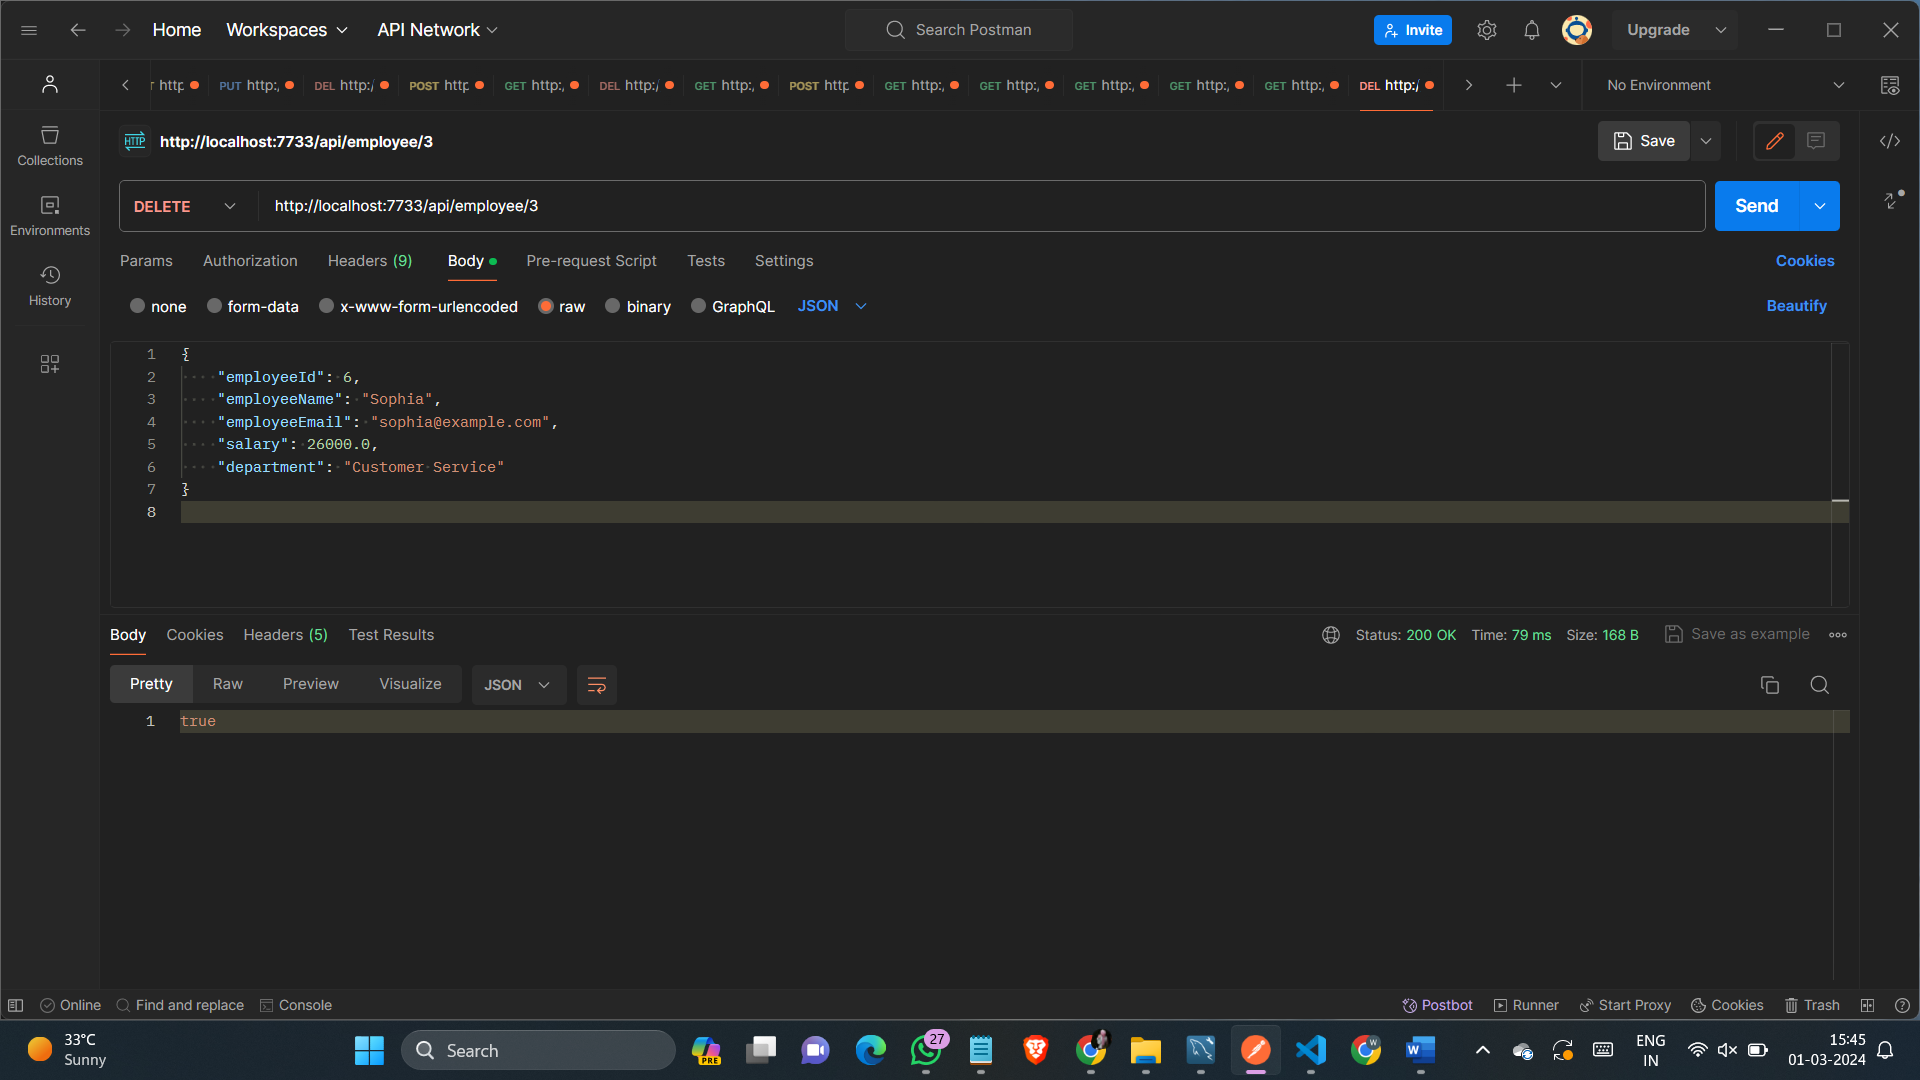 Home Workspaces API Network Search Postman Invite Upgrade
http PUT http: DEL http:/ POST http GET http:/ DEL http:/ GET http:/ POST http GET http:/ GET http:/ GET http:/ GET http:/ GET http:/ DEL http:/ No Environment
HTTP http://localhost:7733/api/employee/3 Save
Collections
Environments
History
DELETE http://localhost:7733/api/employee/3 Send
Params Authorization Headers (9) Body Pre-request Script Tests Settings Cookies
none form-data x-www-form-urlencoded raw binary GraphQL JSON Beautify
1 {
2 "employeeId": 6,
3 "employeeName": "Sophia",
4 "employeeEmail": "sophia@example.com",
5 "salary": 26000.0,
6 "department": "Customer Service"
7 }
8
Body Cookies Headers (5) Test Results Status: 200 OK Time: 79 ms Size: 168 B Save as example
Pretty Raw Preview Visualize JSON
1 true
Online Find and replace Console Postbot Runner Start Proxy Cookies Trash
33°C
Sunny
Search
PRE
27
W
W
ENG
IN
15:45
01-03-2024